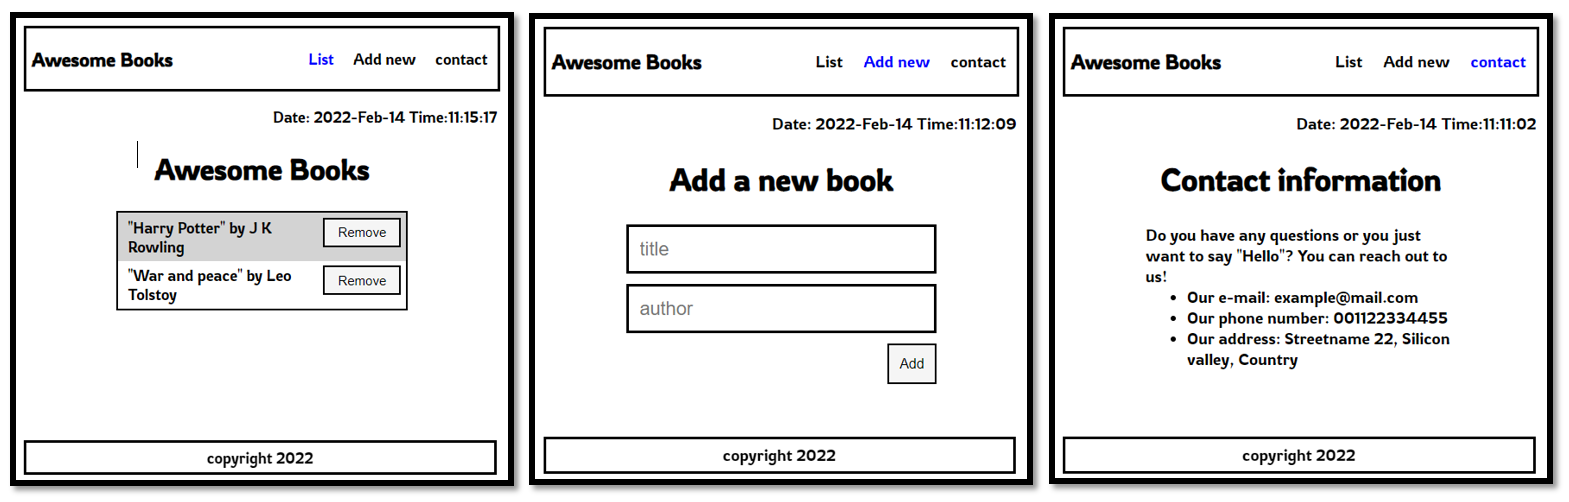 Awesome Books List Add new contact
Date: 2022-Feb-14 Time:11:15:17
Awesome Books
"Harry Potter" by J K
Rowling
Remove
"War and peace" by Leo
Tolstoy
Remove
copyright 2022
Awesome Books List Add new contact
Date: 2022-Feb-14 Time:11:12:09
Add a new book
title
author
Add
copyright 2022
Awesome Books List Add new contact
Date: 2022-Feb-14 Time:11:11:02
Contact information
Do you have any questions or you just
want to say "Hello"? You can reach out to
us!
• Our e-mail: example@mail.com
• Our phone number: 001122334455
• Our address: Streetname 22, Silicon
valley, Country
copyright 2022